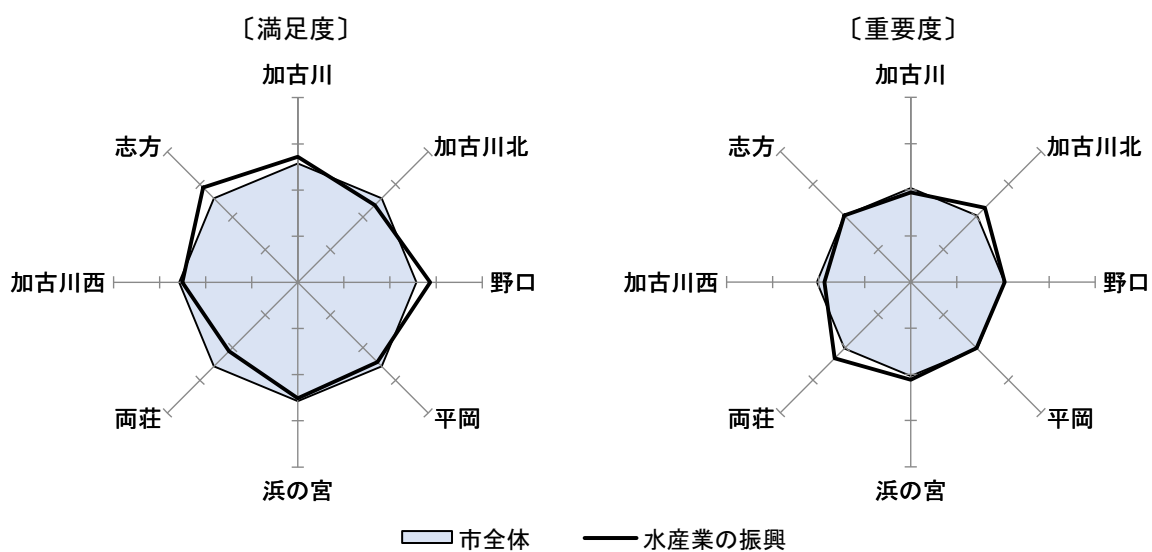 〔満足度〕
加古川
加古川北
野口
平岡
浜の宮
両荘
加古川西
志方
〔重要度〕
加古川
加古川北
野口
平岡
浜の宮
両荘
加古川西
志方
市全体
水産業の振興